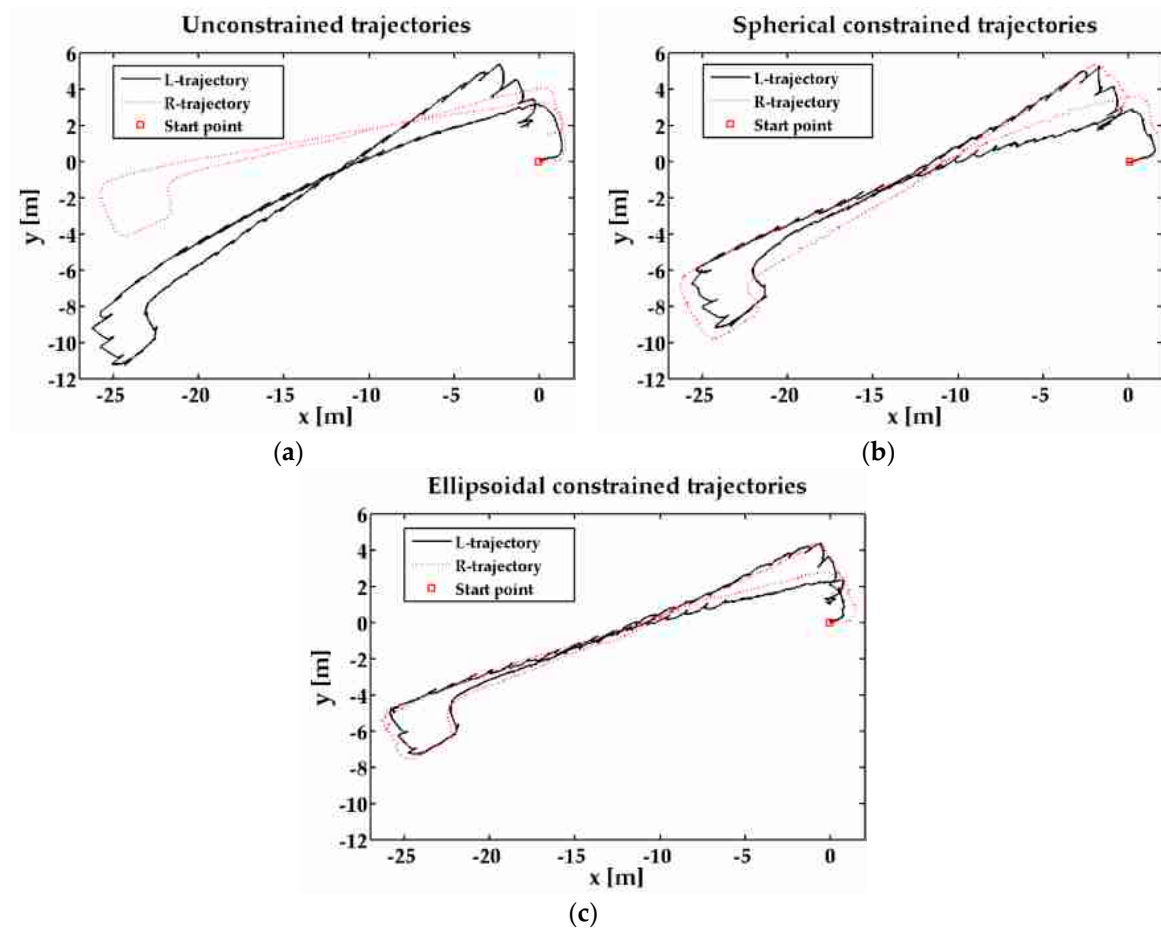 Unconstrained trajectories
6
4
2
0
-2
-4
-6
-8
-10
-12
y [m]
L-trajectory
R-trajectory
Start point
-25 -20 -15 -10 -5 0
x [m]
(a)
Spherical constrained trajectories
6
4
2
0
-2
-4
-6
-8
-10
-12
y [m]
L-trajectory
R-trajectory
Start point
-25 -20 -15 -10 -5 0
x [m]
(b)
Ellipsoidal constrained trajectories
6
4
2
0
-2
-4
-6
-8
-10
-12
y [m]
L-trajectory
R-trajectory
Start point
-25 -20 -15 -10 -5 0
x [m]
(c)